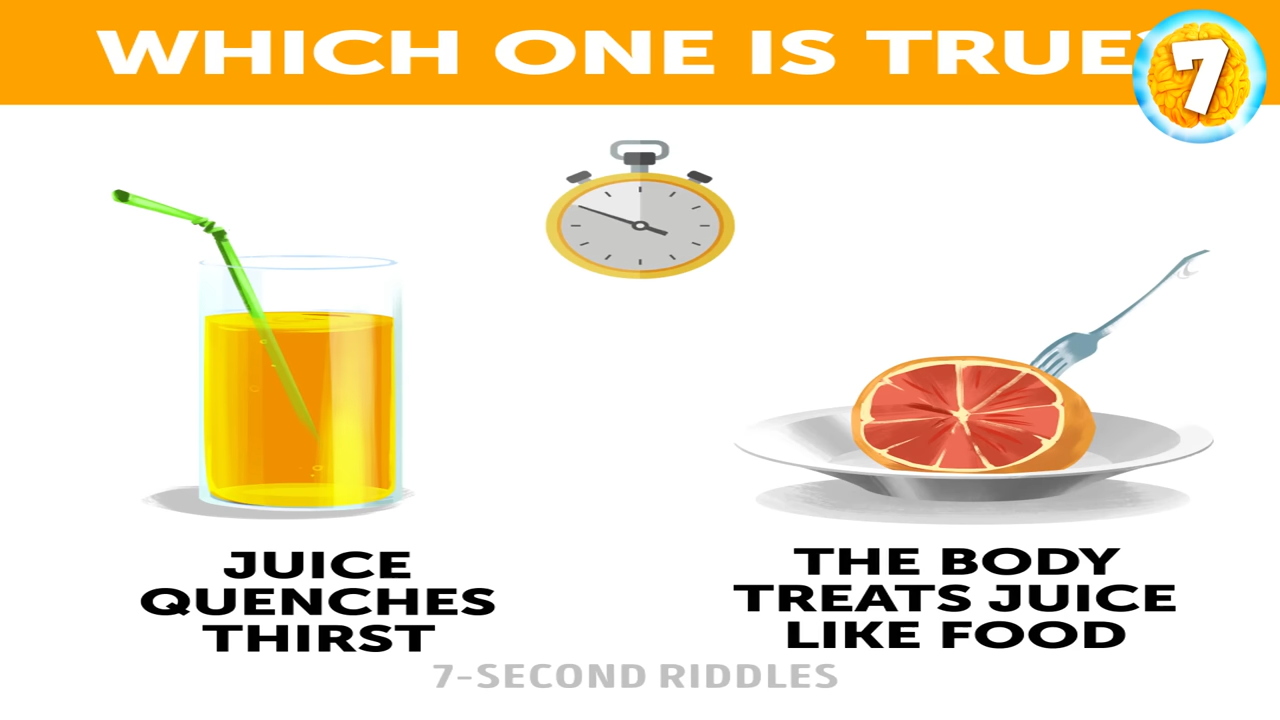 WHICH ONE IS TRUE?
7
JUICE
QUENCHES
THIRST
THE BODY
TREATS JUICE
LIKE FOOD
7-SECOND RIDDLES